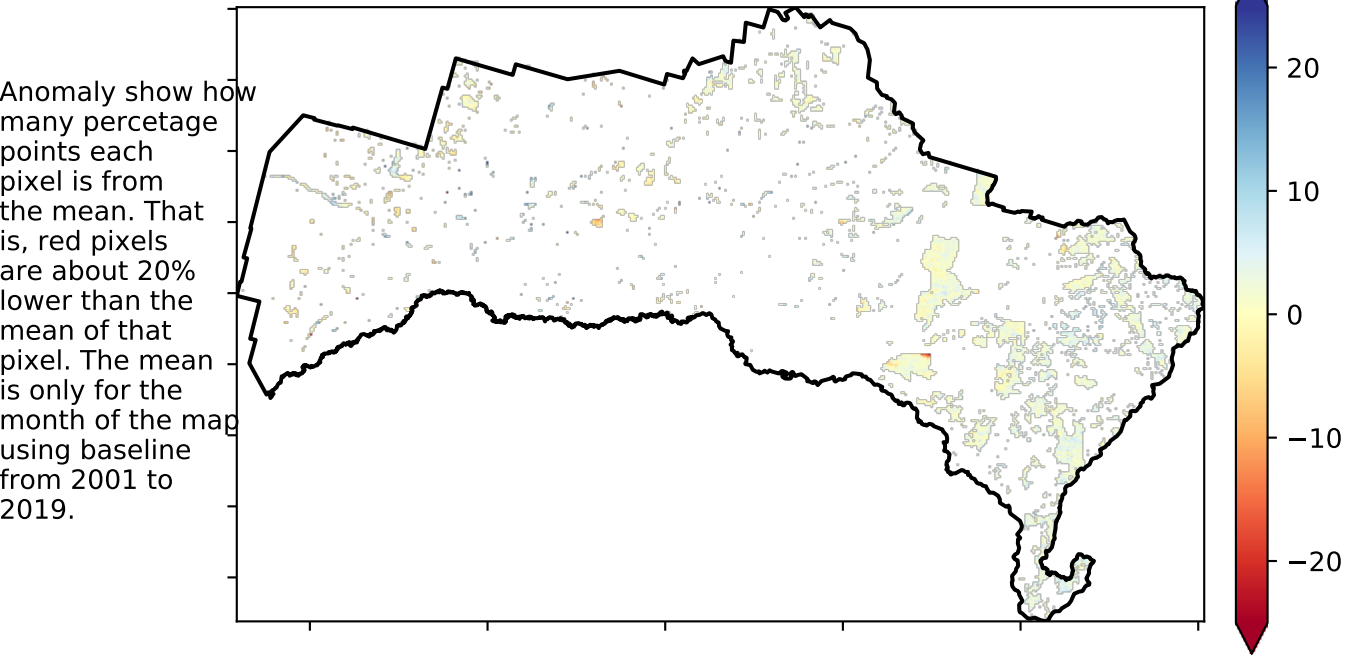 Anomaly show how
many percetage
points each
pixel is from
the mean. That
is, red pixels
are about 20%
lower than the
mean of that
pixel. The mean
is only for the
month of the map
using baseline
from 2001 to
2019.
20
10
0
−10
−20